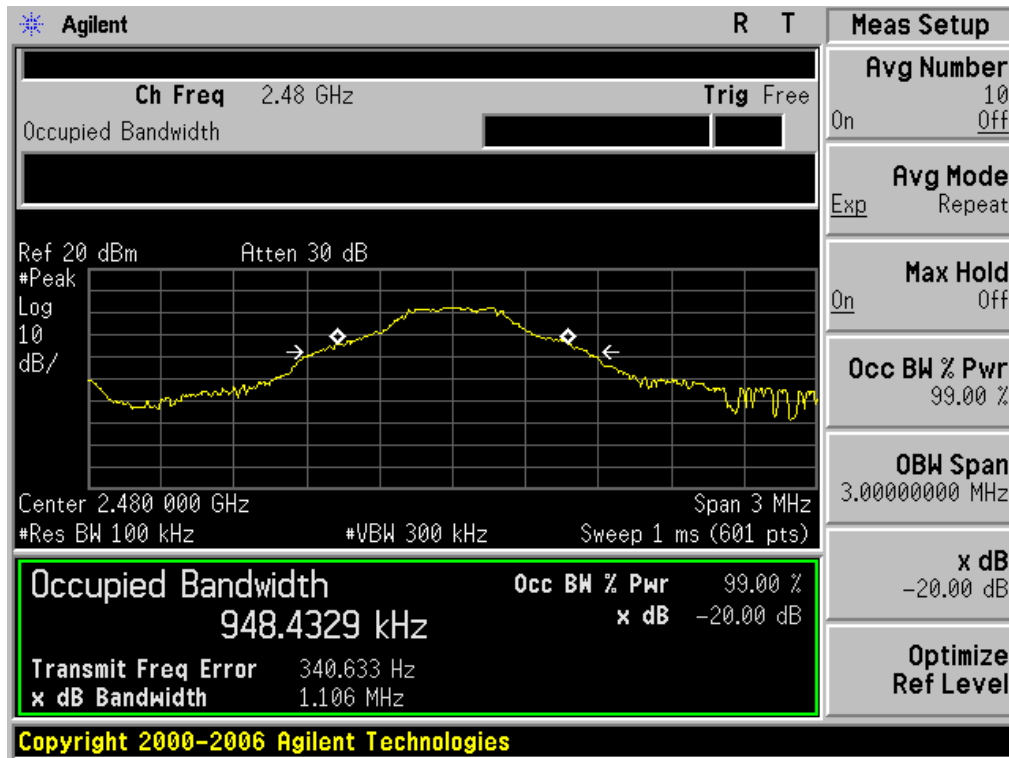 Agilent R T
Ch Freq 2.48 GHz Trig Free
Occupied Bandwidth
Ref 20 dBm Atten 30 dB
#Peak
Log
10
dB/
Center 2.480 000 GHz Span 3 MHz
#Res BW 100 kHz #VBW 300 kHz Sweep 1 ms (601 pts)
Occupied Bandwidth Occ BW % Pwr 99.00 %
948.4329 kHz x dB -20.00 dB
Transmit Freq Error 340.633 Hz
x dB Bandwidth 1.106 MHz
Copyright 2000-2006 Agilent Technologies
Meas Setup
Avg Number
10
On Off
Avg Mode
Exp Repeat
Max Hold
On Off
Occ BW % Pwr
99.00 %
OBW Span
3.00000000 MHz
x dB
-20.00 dB
Optimize
Ref Level